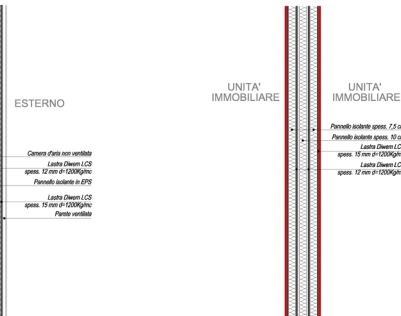 ESTERNO
Camera d'aria non ventilata
Lastra Diwem LCS
spess. 12 mm d=1200Kg/mc
Pannello isolante in EPS
Lastra Diwem LCS
spess. 15 mm d=1200Kg/mc
Parete ventilata
UNITA'
IMMOBILIARE
UNITA'
IMMOBILIARE
Pannello isolante spess. 7,5 c
Pannello isolante spess. 10 c
Lastra Diwem LC
spess. 15 mm d=1200Kg/m
Lastra Diwem LC
spess. 12 mm d=1200Kg/m